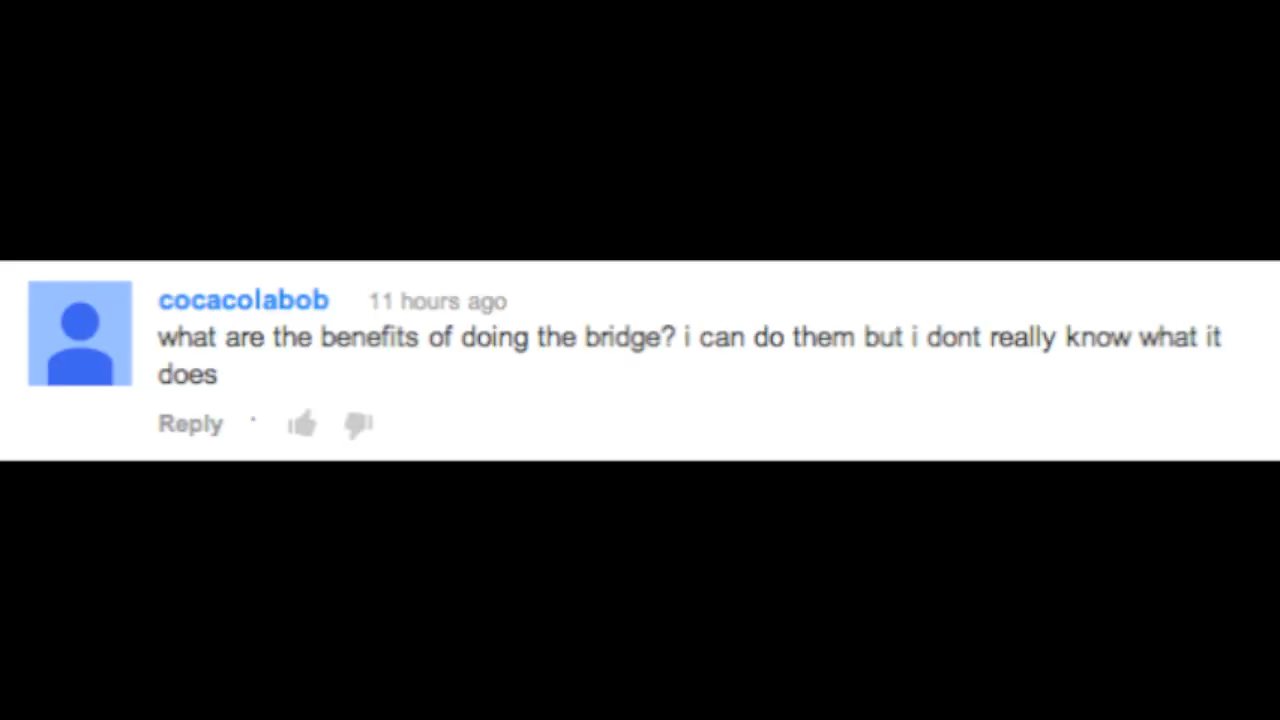 cocacolabob 11 hours ago
what are the benefits of doing the bridge? i can do them but i dont really know what it
does
Reply ·